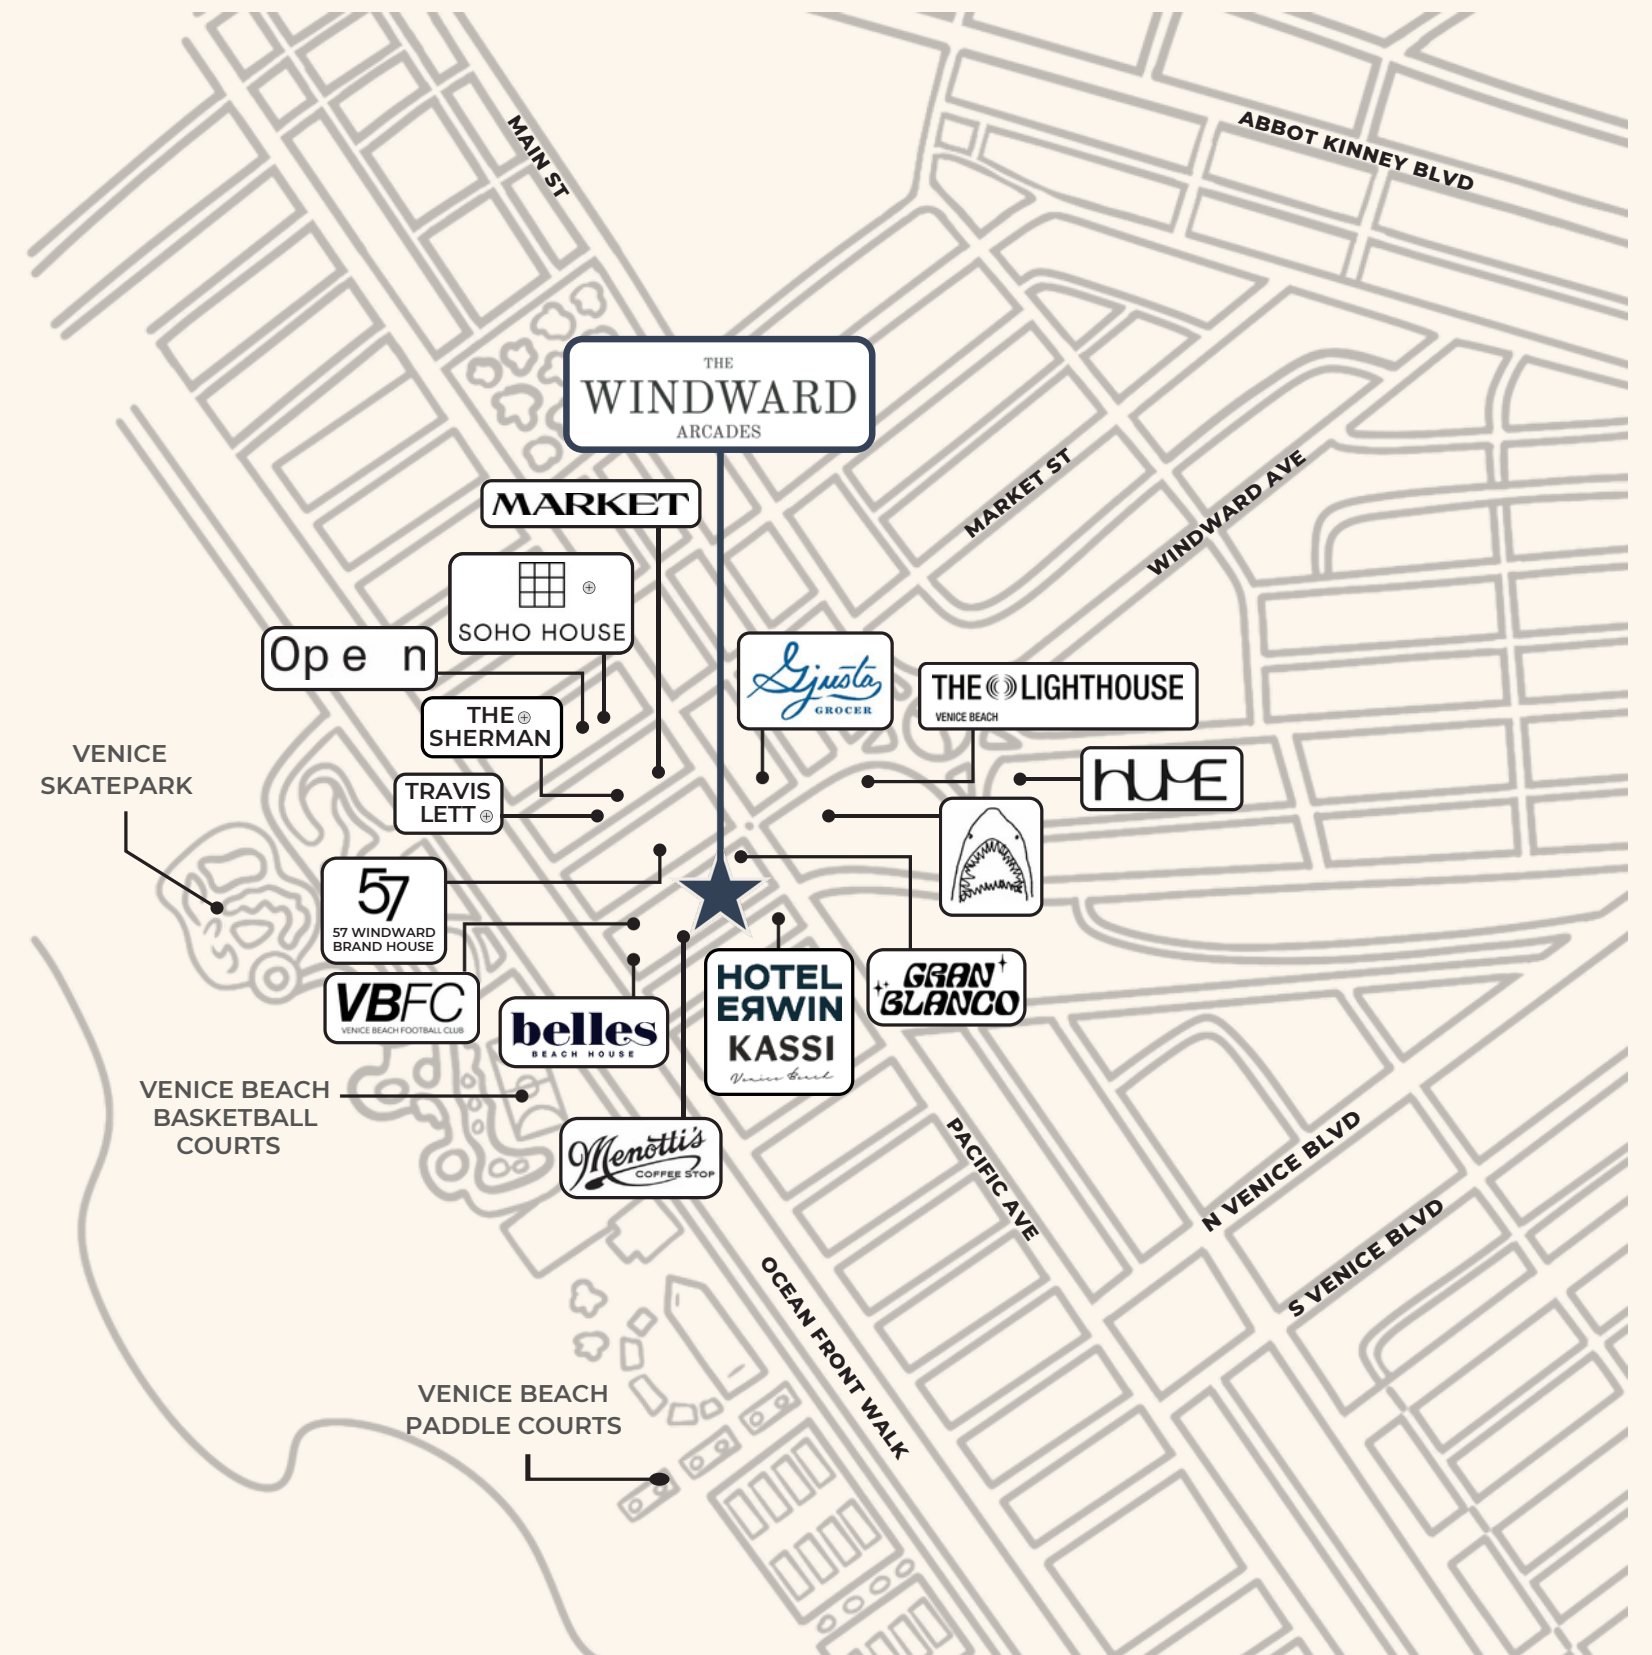 ABBOT KINNEY BLVD
MAIN ST
THE
WINDWARD
ARCADES
MARKET ST
WINDWARD AVE
MARKET
SOHO HOUSE
Ope n
THE
SHERMAN
TRAVIS
LETT
Gjusta
GROCER
THE LIGHTHOUSE
VENICE BEACH
HUME
VENICE
SKATEPARK
57
57 WINDWARD
BRAND HOUSE
VBFC
VENICE BEACH FOOTBALL CLUB
belles
BEACH HOUSE
HOTEL
ERWIN
KASSI
Venice Beach
GRAN
BLANCO
VENICE BEACH
BASKETBALL
COURTS
Menotti's
COFFEE STOP
PACIFIC AVE
N VENICE BLVD
S VENICE BLVD
OCEAN FRONT WALK
VENICE BEACH
PADDLE COURTS